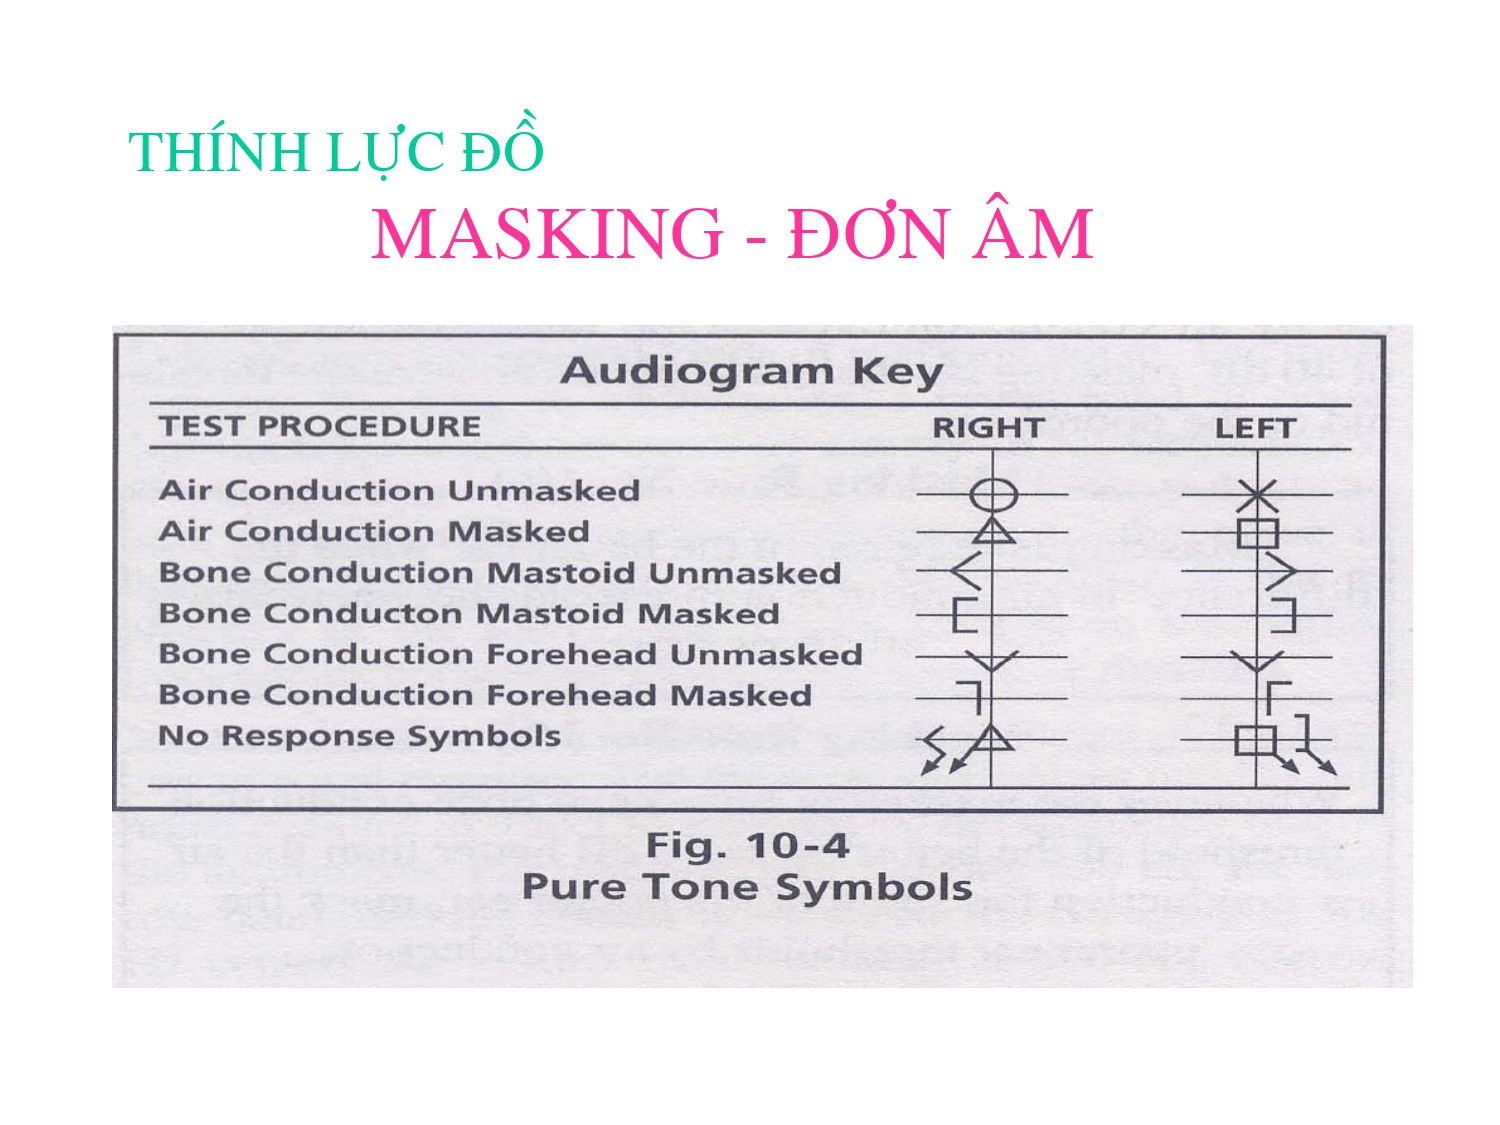 THÍNH LỰC ĐỒ
MASKING - ĐƠN ÂM
Audiogram Key
TEST PROCEDURE RIGHT LEFT
Air Conduction Unmasked
Air Conduction Masked
Bone Conduction Mastoid Unmasked
Bone Conducton Mastoid Masked
Bone Conduction Forehead Unmasked
Bone Conduction Forehead Masked
No Response Symbols
Fig. 10-4
Pure Tone Symbols